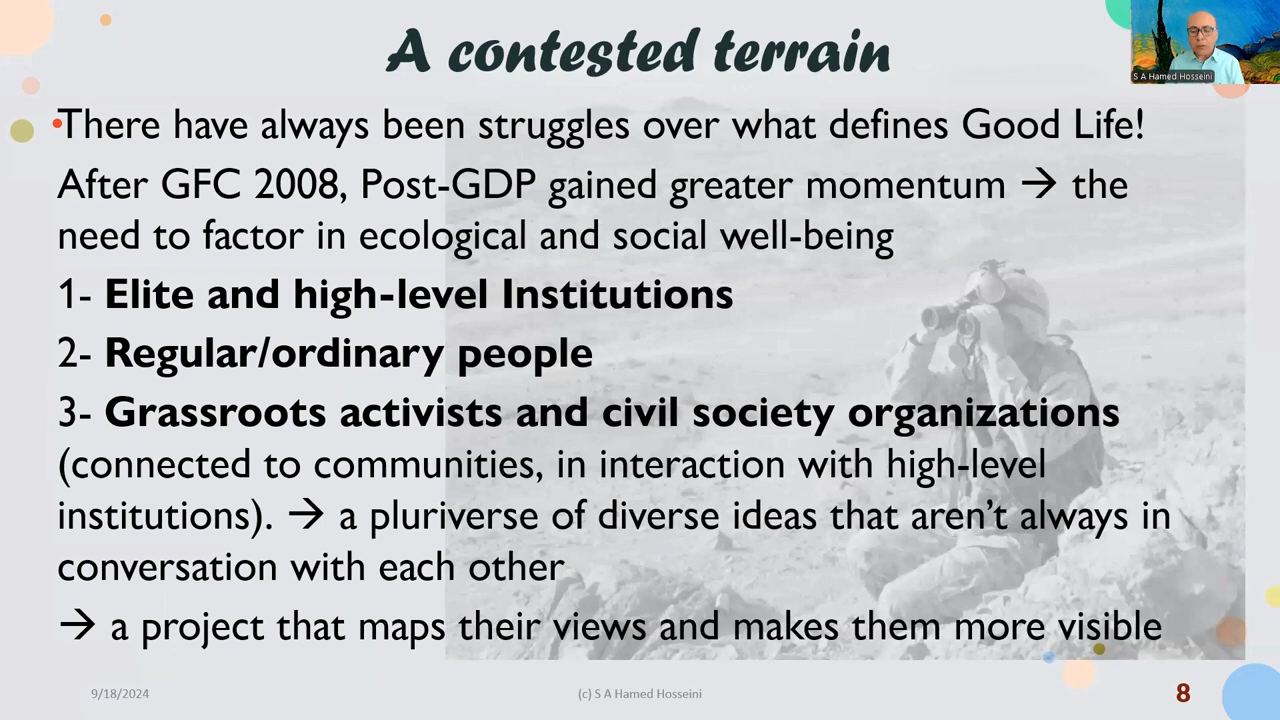 A contested terrain
S A Hamed Hosseini
•There have always been struggles over what defines Good Life!
After GFC 2008, Post-GDP gained greater momentum → the
need to factor in ecological and social well-being
1- Elite and high-level Institutions
2- Regular/ordinary people
3- Grassroots activists and civil society organizations
(connected to communities, in interaction with high-level
institutions). → a pluriverse of diverse ideas that aren’t always in
conversation with each other
→ a project that maps their views and makes them more visible
9/18/2024
(c) S A Hamed Hosseini
8